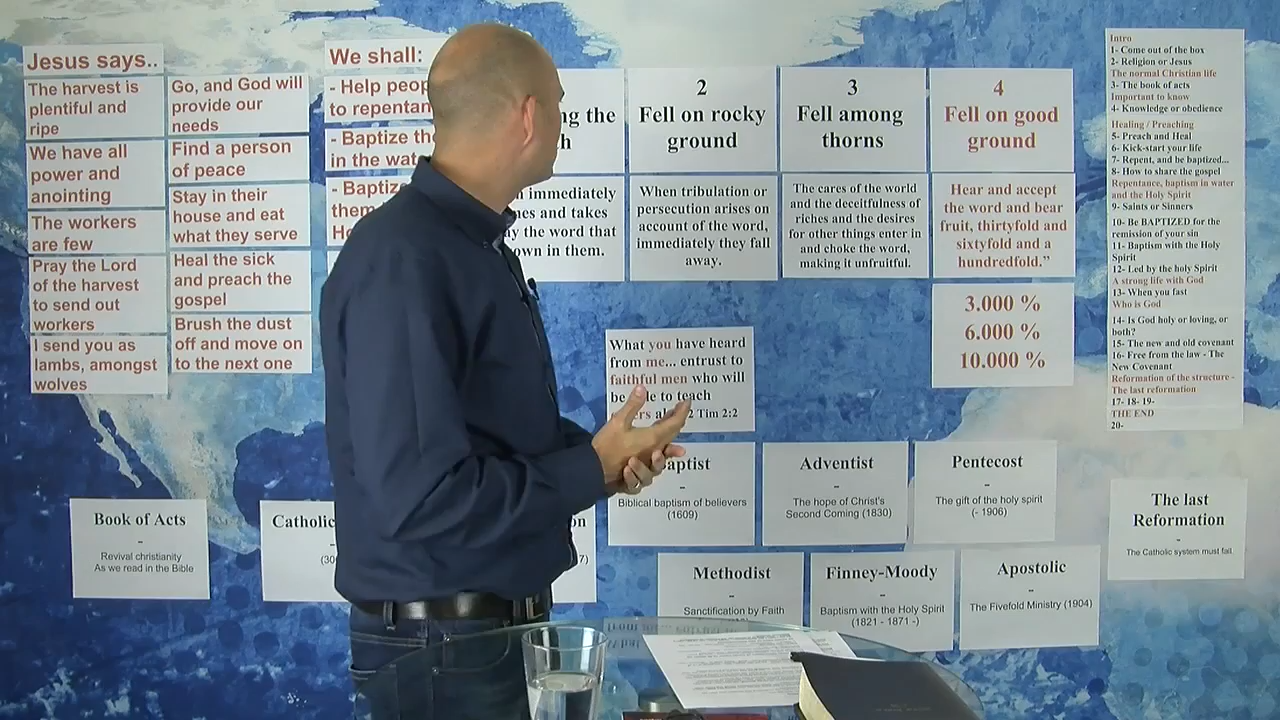 Jesus says..
The harvest is
plentiful and
ripe
We have all
power and
anointing
The workers
are few
Pray the Lord
of the harvest
to send out
workers
I send you as
lambs, amongst
wolves
Go, and God will
provide our
needs
Find a person
of peace
Stay in their
house and eat
what they serve
Heal the sick
and preach the
gospel
Brush the dust
off and move on
to the next one
We shall:
- Help
to
- Baptize
in the
- Baptize
the
immediately
and takes
the word that
in them.
2
Fell on rocky
ground
When tribulation or
persecution arises on
account of the word,
immediately they fall
away.
3
Fell among
thorns
The cares of the world
and the deceitfulness of
riches and the desires
for other things enter in
and choke the word,
making it unfruitful.
4
Fell on good
ground
Hear and accept
the word and bear
fruit, thirtyfold and
sixtyfold and a
hundredfold.”
3.000 %
6.000 %
10.000 %
What you have heard
from me... entrust to
faithful men who will
be to teach
2 Tim 2:2
Intro
1- Come out of the box
2- Religion or Jesus
The normal Christian life
3- The book of acts
Important to know
4- Knowledge or obedience
Healing / Preaching
5- Preach and Heal
6- Kick-start your life
7- Repent, and be baptized...
8- How to share the gospel
Repentance, baptism in water
and the Holy Spirit
9- Saints or Sinners
10- Be BAPTIZED for the
remission of your sin
11- Baptism with the Holy
Spirit
12- Led by the holy Spirit
A strong life with God
13- When you fast
Who is God
14- Is God holy or loving, or
both?
15- The new and old covenant
16- Free from the law - The
New Covenant
Reformation of the structure -
The last reformation
17- 18- 19-
THE END
20-
Book of Acts
-
Revival christianity
As we read in the Bible
Catholic
Baptist
Biblical baptism of believers
(1609)
Adventist
-
The hope of Christ's
Second Coming (1830)
Pentecost
-
The gift of the holy spirit
(- 1906)
Methodist
-
Sanctification by Faith
Finney-Moody
-
Baptism with the Holy Spirit
(1821 - 1871 -)
Apostolic
-
The Fivefold Ministry (1904)
The last
Reformation
-
The Catholic system must fall